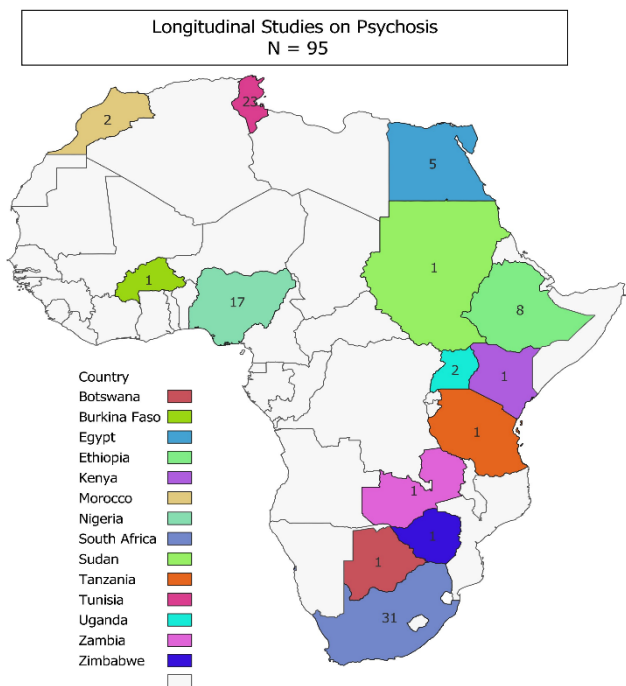 Longitudinal Studies on Psychosis
N = 95
23
2
5
1
1
17
8
2
1
1
1
1
1
31
Country
Botswana
Burkina Faso
Egypt
Ethiopia
Kenya
Morocco
Nigeria
South Africa
Sudan
Tanzania
Tunisia
Uganda
Zambia
Zimbabwe